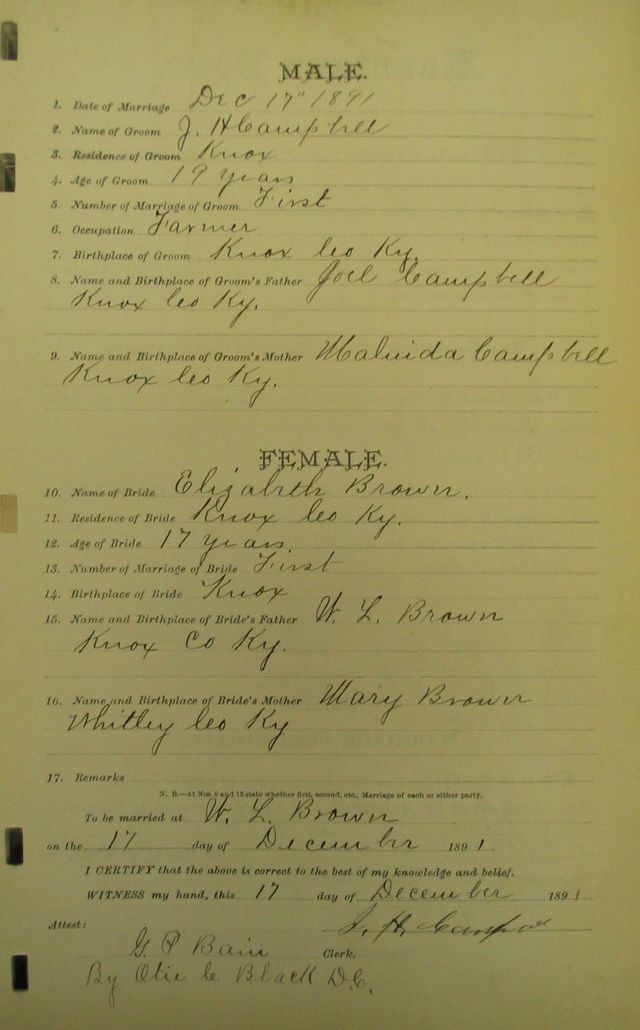 MALE.
1. Date of Marriage Dec 17" 1891
2. Name of Groom J. H Campbell
3. Residence of Groom Knox
4. Age of Groom 19 years
5. Number of Marriage of Groom First
6. Occupation Farmer
7. Birthplace of Groom Knox Co Ky.
8. Name and Birthplace of Groom's Father Joel Campbell
Knox Co Ky.
9. Name and Birthplace of Groom's Mother Malinida Campbell
Knox Co Ky.
FEMALE.
10. Name of Bride Elizabeth Brown.
11. Residence of Bride Knox Co Ky.
12. Age of Bride 17 years.
13. Number of Marriage of Bride First
14. Birthplace of Bride Knox
15. Name and Birthplace of Bride's Father W. L. Brown
Knox Co Ky.
16. Name and Birthplace of Bride's Mother Mary Brown
Whitley Co Ky
17. Remarks
N. B.—At Nos. 5 and 13 state whether first, second, etc., Marriage of each or either party.
To be married at W. L. Brown
on the 17 day of December 1891
I CERTIFY that the above is correct to the best of my knowledge and belief.
WITNESS my hand, this 17 day of December 1891
J. H. Campbell
Attest:
G. P Bain Clerk.
By Otie C. Black D.C.